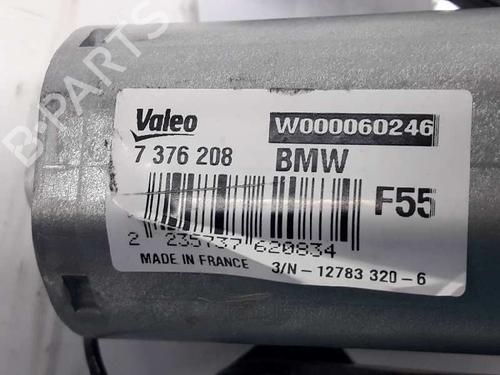 B-PARTS
Valeo
W000060246
7 376 208
BMW
F55
2 235737 620834
MADE IN FRANCE
3/N - 12783 320 - 6